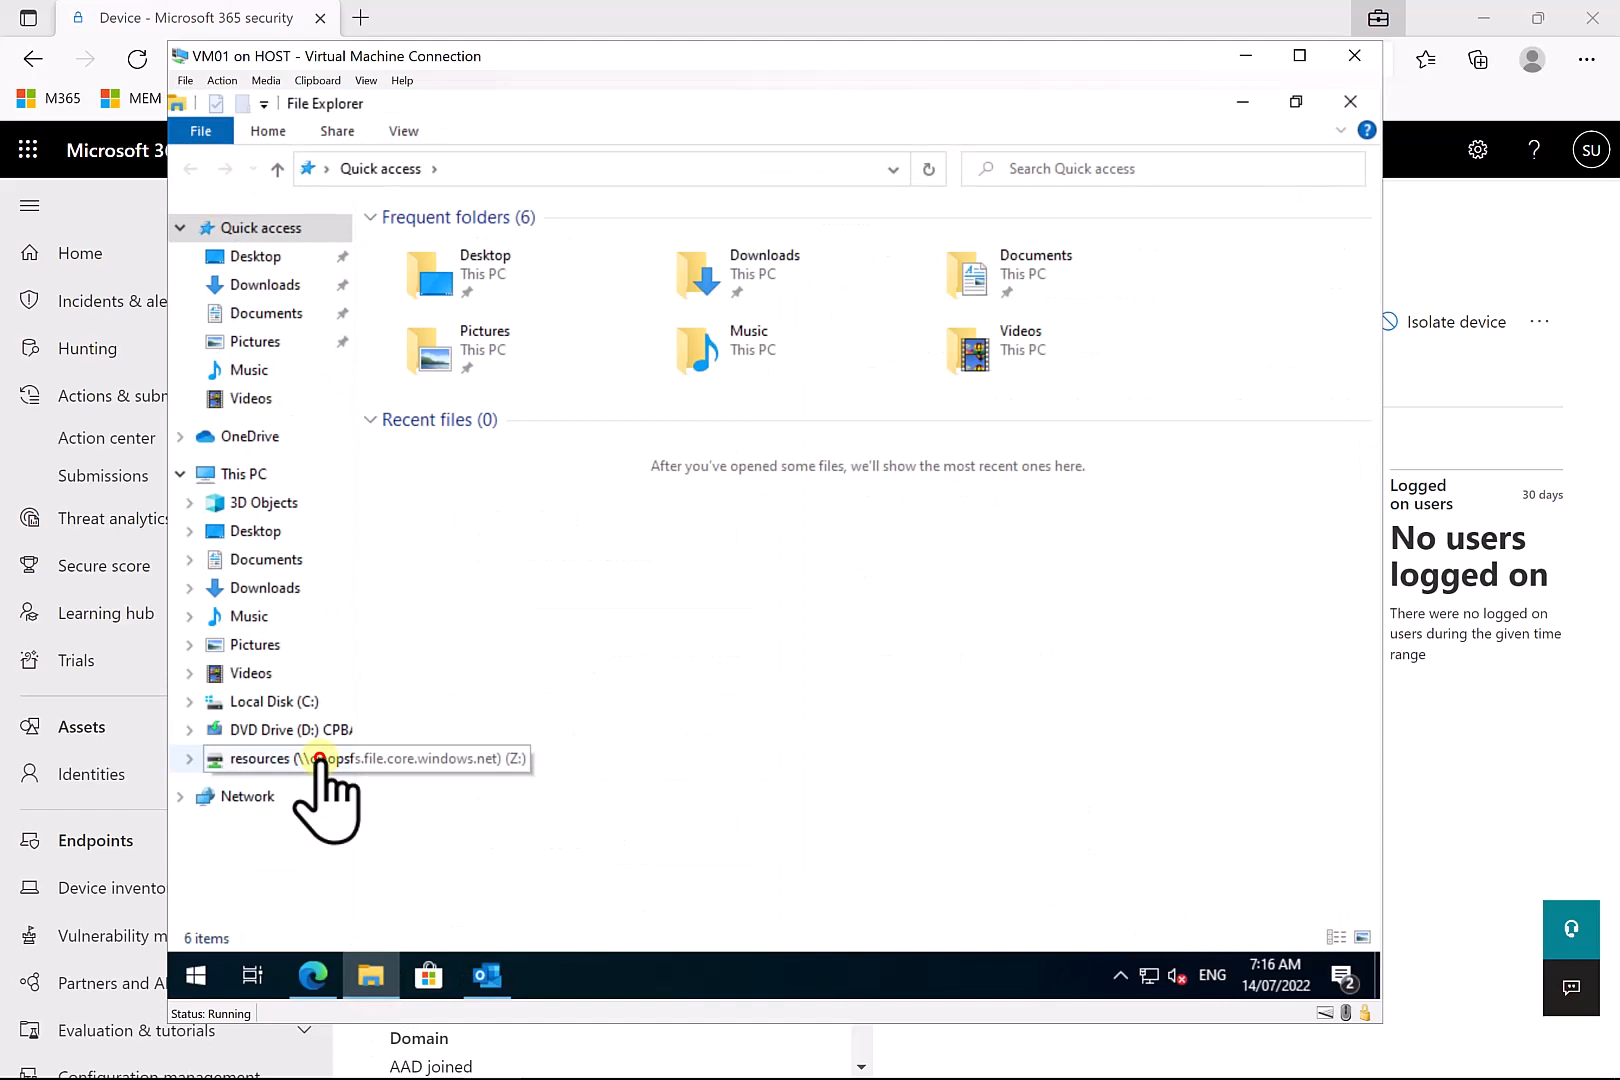 Device - Microsoft 365 security
M365
MEM
VM01 on HOST - Virtual Machine Connection
File Action Media Clipboard View Help
File Explorer
File Home Share View
Quick access
Search Quick access
Microsoft 3
SU
Home
Incidents & ale
Hunting
Actions & subn
Action center
Submissions
Threat analytics
Secure score
Learning hub
Trials
Assets
Identities
Endpoints
Device invento
Vulnerability m
Partners and A
Evaluation & tutorials
Quick access
Desktop
Downloads
Documents
Pictures
Music
Videos
OneDrive
This PC
3D Objects
Desktop
Documents
Downloads
Music
Pictures
Videos
Local Disk (C:)
DVD Drive (D:) CPBA
resources (\\ opsfs.file.core.windows.net) (Z:)
Network
Frequent folders (6)
Desktop
This PC
Downloads
This PC
Documents
This PC
Pictures
This PC
Music
This PC
Videos
This PC
Recent files (0)
After you've opened some files, we'll show the most recent ones here.
6 items
ENG
7:16 AM
14/07/2022
2
Status: Running
Isolate device
Logged
on users
30 days
No users
logged on
There were no logged on
users during the given time
range
Domain
AAD joined